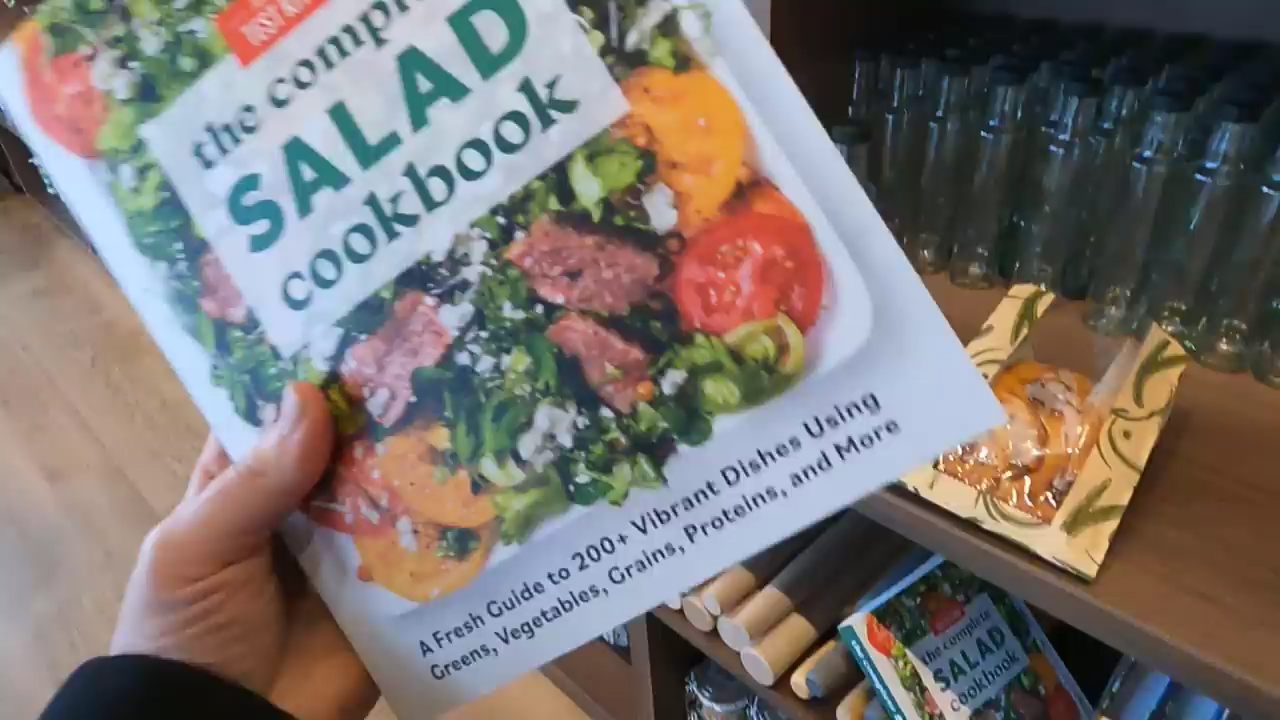 the complete
SALAD
cookbook
A Fresh Guide to 200+ Vibrant Dishes Using
Greens, Vegetables, Grains, Proteins, and More
the complete
SALAD
cookbook